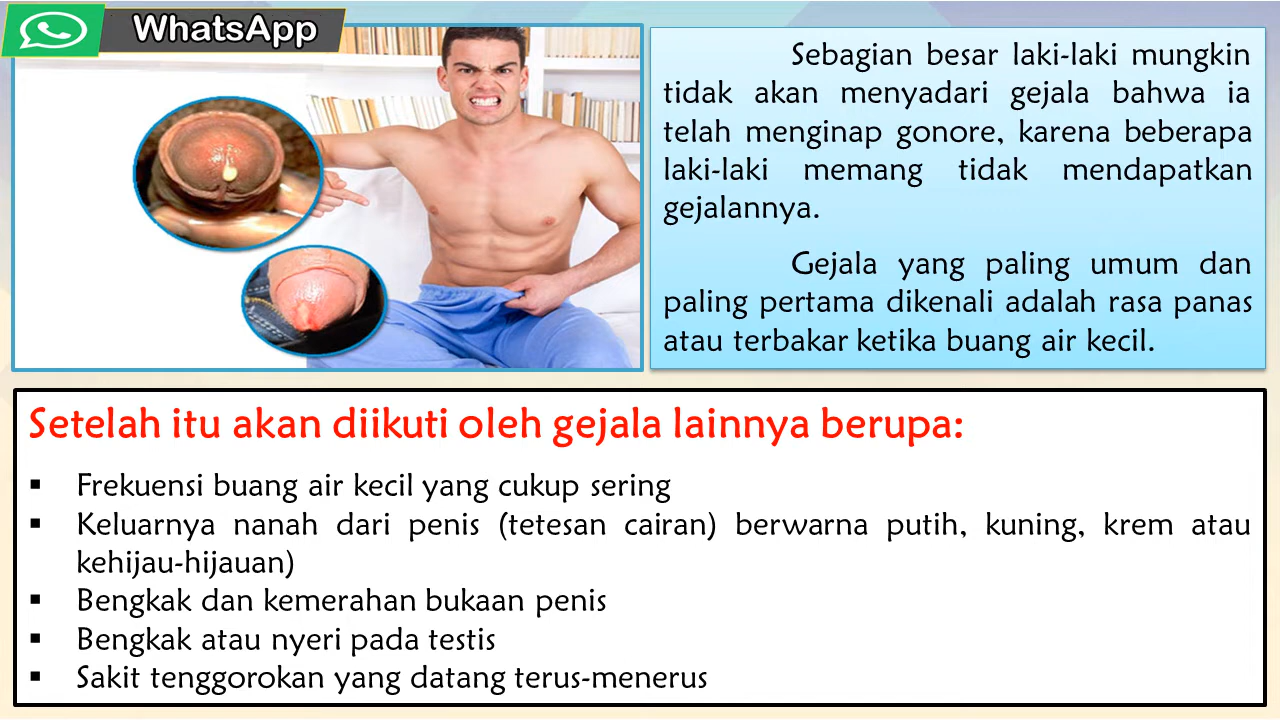 WhatsApp
Sebagian besar laki-laki mungkin
tidak akan menyadari gejala bahwa ia
telah menginap gonore, karena beberapa
laki-laki memang tidak mendapatkan
gejalannya.
Gejala yang paling umum dan
paling pertama dikenali adalah rasa panas
atau terbakar ketika buang air kecil.
Setelah itu akan diikuti oleh gejala lainnya berupa:
▪ Frekuensi buang air kecil yang cukup sering
▪ Keluarnya nanah dari penis (tetesan cairan) berwarna putih, kuning, krem atau
kehijau-hijauan)
▪ Bengkak dan kemerahan bukaan penis
▪ Bengkak atau nyeri pada testis
▪ Sakit tenggorokan yang datang terus-menerus